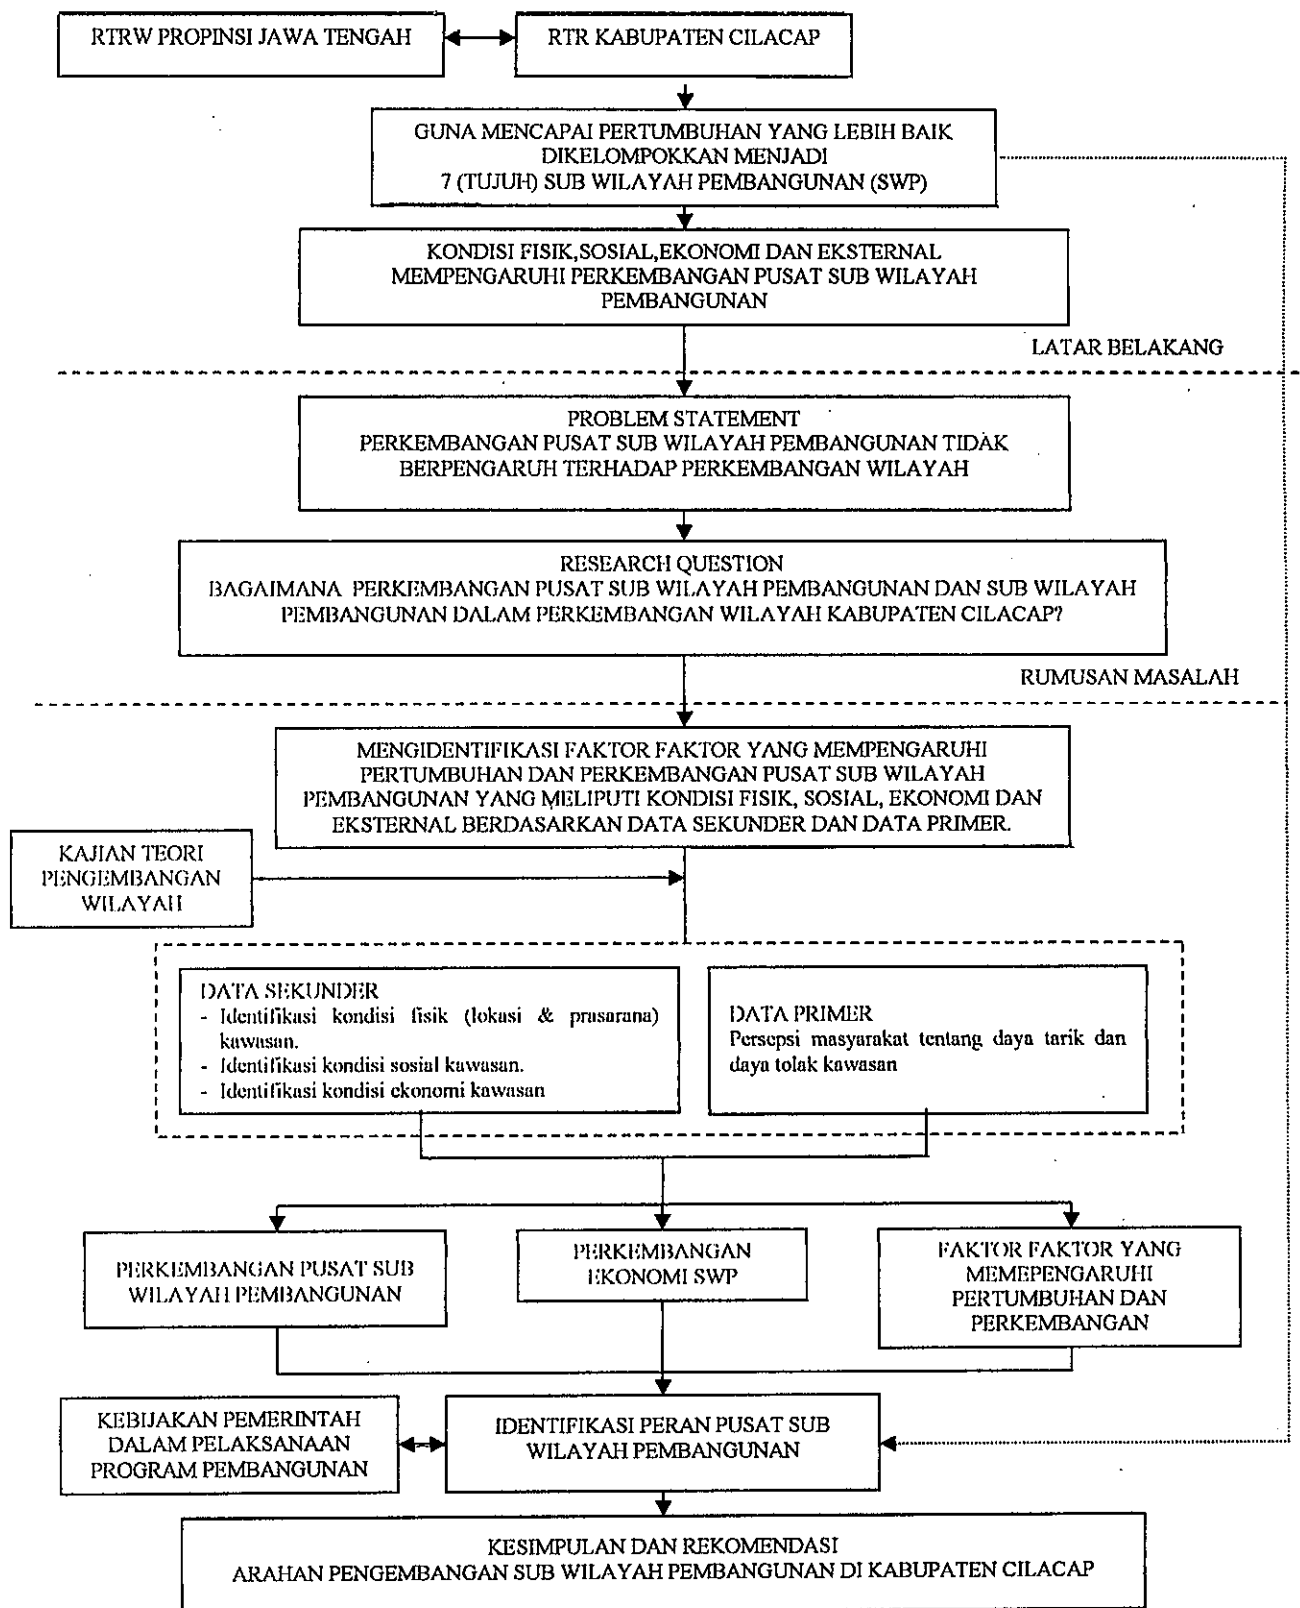 RTRW PROPINSI JAWA TENGAH
RTR KABUPATEN CILACAP
GUNA MENCAPAI PERTUMBUHAN YANG LEBIH BAIK
DIKELOMPOKKAN MENJADI
7 (TUJUH) SUB WILAYAH PEMBANGUNAN (SWP)
KONDISI FISIK,SOSIAL,EKONOMI DAN EKSTERNAL
MEMPENGARUHI PERKEMBANGAN PUSAT SUB WILAYAH
PEMBANGUNAN
LATAR BELAKANG
PROBLEM STATEMENT
PERKEMBANGAN PUSAT SUB WILAYAH PEMBANGUNAN TIDAK
BERPENGARUH TERHADAP PERKEMBANGAN WILAYAH
RESEARCH QUESTION
BAGAIMANA PERKEMBANGAN PUSAT SUB WILAYAH PEMBANGUNAN DAN SUB WILAYAH
PEMBANGUNAN DALAM PERKEMBANGAN WILAYAH KABUPATEN CILACAP?
RUMUSAN MASALAH
MENGIDENTIFIKASI FAKTOR FAKTOR YANG MEMPENGARUHI
PERTUMBUHAN DAN PERKEMBANGAN PUSAT SUB WILAYAH
PEMBANGUNAN YANG MELIPUTI KONDISI FISIK, SOSIAL, EKONOMI DAN
EKSTERNAL BERDASARKAN DATA SEKUNDER DAN DATA PRIMER.
KAJIAN TEORI
PENGEMBANGAN
WILAYAH
DATA SEKUNDER
- Identifikasi kondisi fisik (lokasi & prasarana)
kawasan.
- Identifikasi kondisi sosial kawasan.
- Identifikasi kondisi ekonomi kawasan
DATA PRIMER
Persepsi masyarakat tentang daya tarik dan
daya tolak kawasan
PERKEMBANGAN PUSAT SUB
WILAYAH PEMBANGUNAN
PERKEMBANGAN
EKONOMI SWP
FAKTOR FAKTOR YANG
MEMEPENGARUHI
PERTUMBUHAN DAN
PERKEMBANGAN
KEBIJAKAN PEMERINTAH
DALAM PELAKSANAAN
PROGRAM PEMBANGUNAN
IDENTIFIKASI PERAN PUSAT SUB
WILAYAH PEMBANGUNAN
KESIMPULAN DAN REKOMENDASI
ARAHAN PENGEMBANGAN SUB WILAYAH PEMBANGUNAN DI KABUPATEN CILACAP